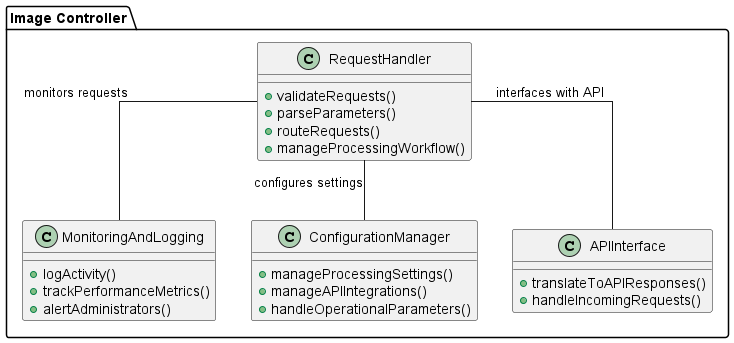 Image Controller
C RequestHandler
validateRequests()
parseParameters()
routeRequests()
manageProcessingWorkflow()
monitors requests
interfaces with API
configures settings
C MonitoringAndLogging
logActivity()
trackPerformanceMetrics()
alertAdministrators()
C ConfigurationManager
manageProcessingSettings()
manageAPIIntegrations()
handleOperationalParameters()
C APIInterface
translateToAPIResponses()
handleIncomingRequests()